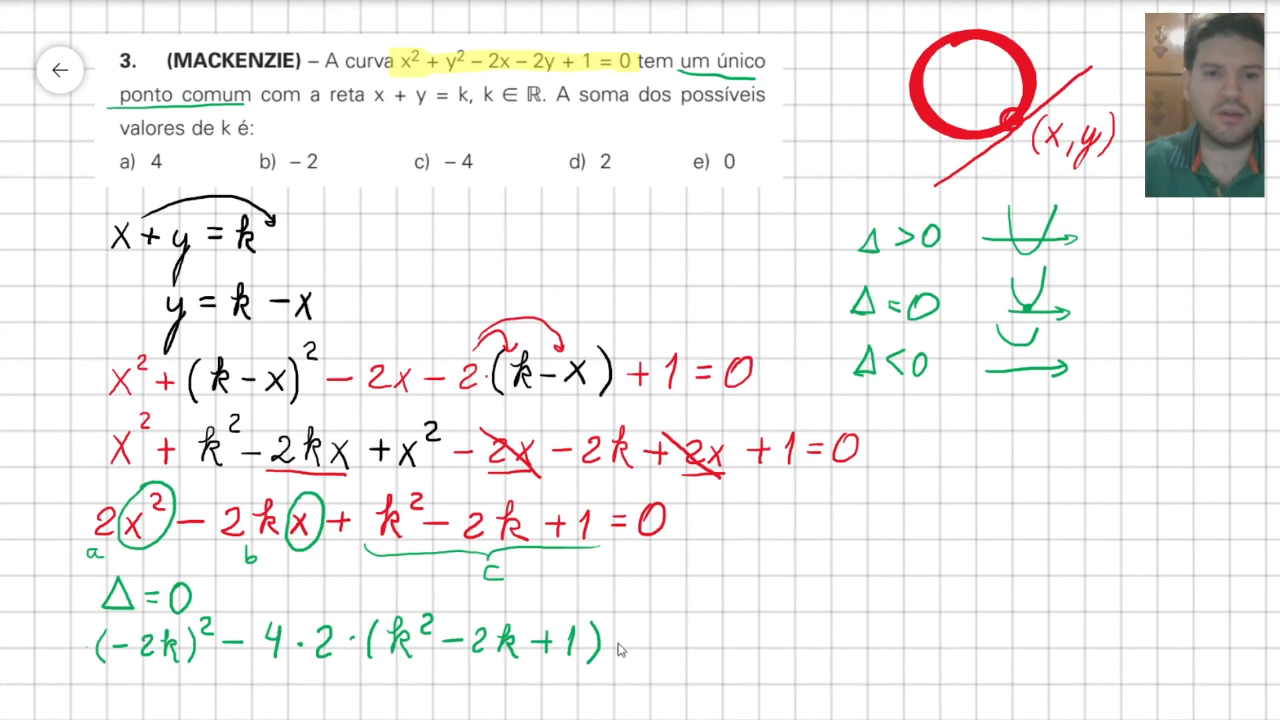 3. (MACKENZIE) – A curva x² + y² – 2x – 2y + 1 = 0 tem um único
ponto comum com a reta x + y = k, k ∈ ℝ. A soma dos possíveis
valores de k é:
a) 4 b) – 2 c) – 4 d) 2 e) 0
(x,y)
x + y = k
y = k - x
x² + (k - x)² - 2x - 2·(k - x) + 1 = 0
x² + k² - 2kx + x² - 2x - 2k + 2x + 1 = 0
2x² - 2kx + k² - 2k + 1 = 0
a b c
Δ = 0
(-2k)² - 4·2·(k² - 2k + 1)
Δ > 0
Δ = 0
Δ < 0